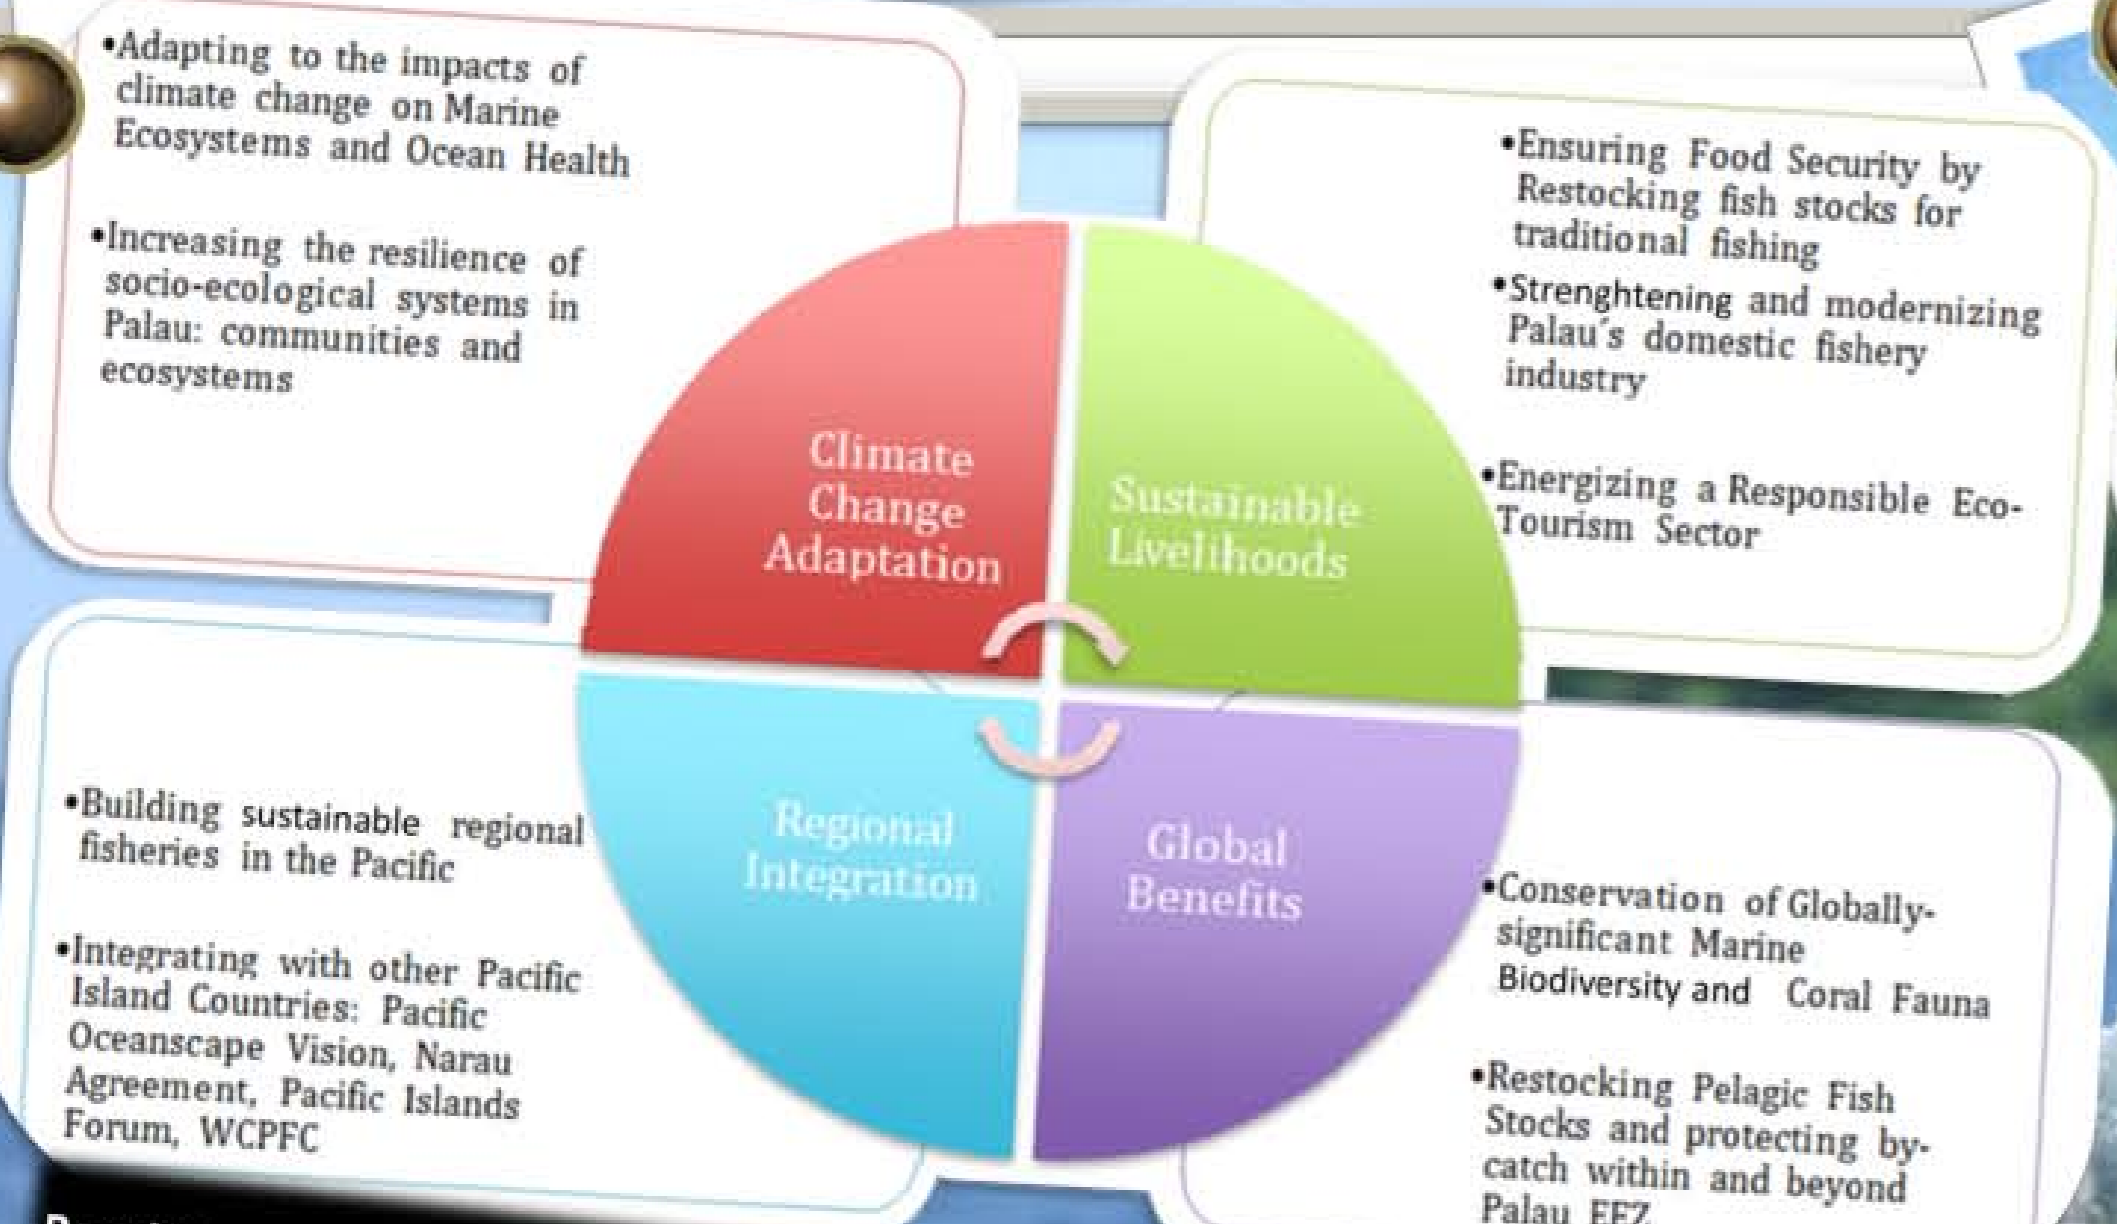 •Adapting to the impacts of
climate change on Marine
Ecosystems and Ocean Health
•Increasing the resilience of
socio-ecological systems in
Palau: communities and
ecosystems
•Ensuring Food Security by
Restocking fish stocks for
traditional fishing
•Strenghtening and modernizing
Palau´s domestic fishery
industry
•Energizing a Responsible Eco-
Tourism Sector
Climate
Change
Adaptation
Sustainable
Livelihoods
Regional
Integration
Global
Benefits
•Building sustainable regional
fisheries in the Pacific
•Integrating with other Pacific
Island Countries: Pacific
Oceanscape Vision, Narau
Agreement, Pacific Islands
Forum, WCPFC
•Conservation of Globally-
significant Marine
Biodiversity and Coral Fauna
•Restocking Pelagic Fish
Stocks and protecting by-
catch within and beyond
Palau EEZ